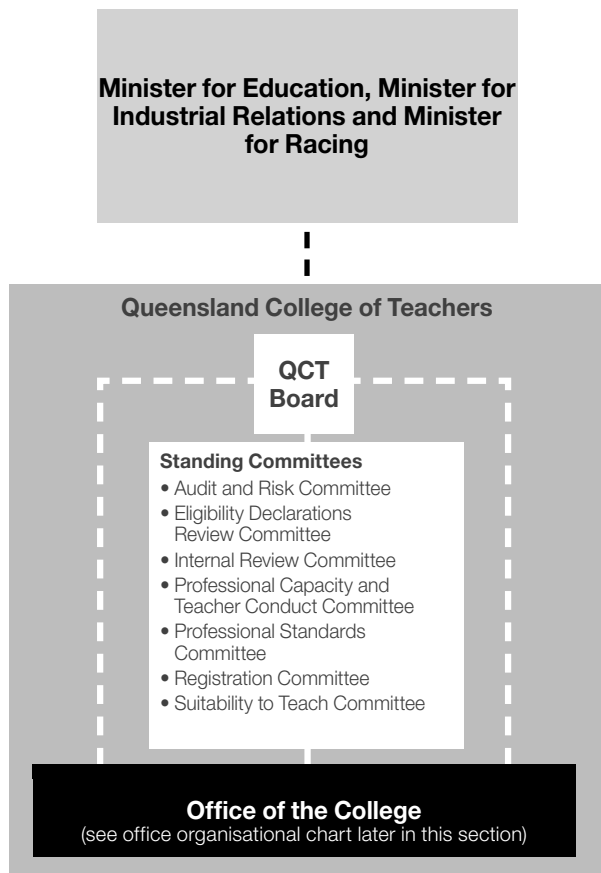 Minister for Education, Minister for
Industrial Relations and Minister
for Racing
Queensland College of Teachers
QCT
Board
Standing Committees
• Audit and Risk Committee
• Eligibility Declarations
Review Committee
• Internal Review Committee
• Professional Capacity and
Teacher Conduct Committee
• Professional Standards
Committee
• Registration Committee
• Suitability to Teach Committee
Office of the College
(see office organisational chart later in this section)